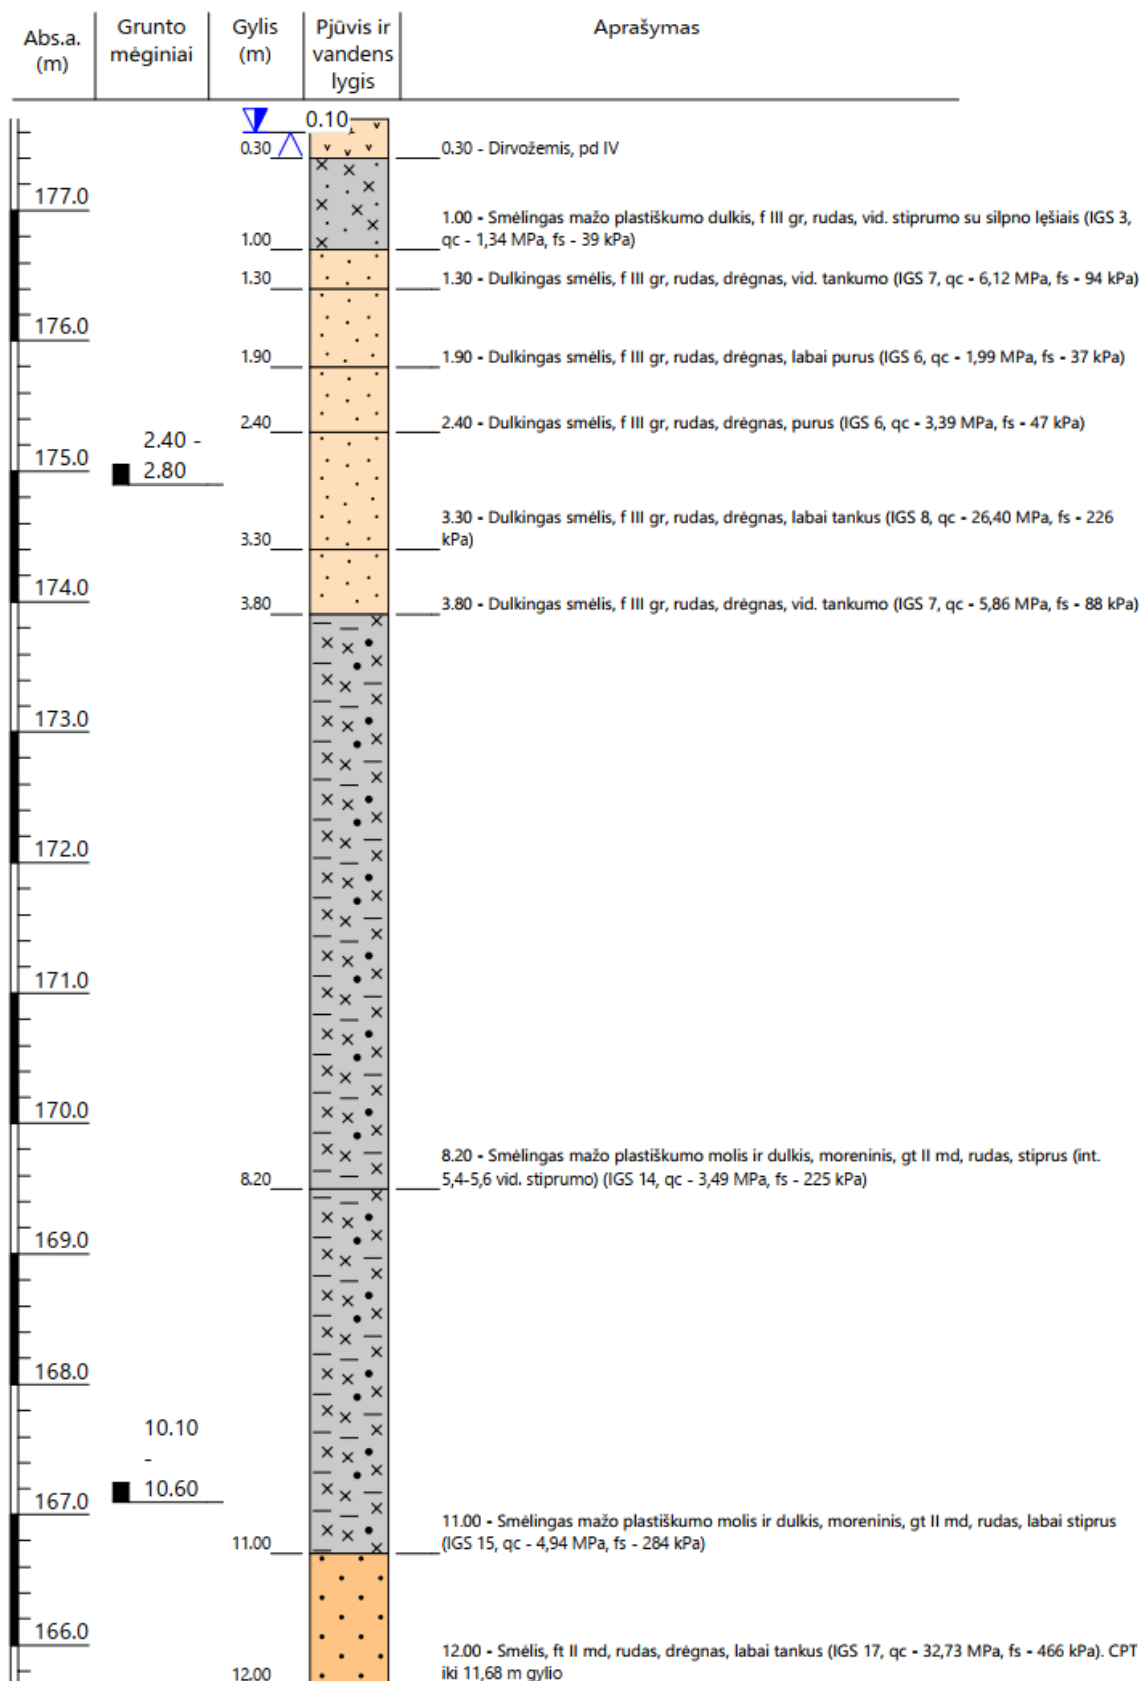 Abs.a.
(m)
Grunto
mėginiai
Gylis
(m)
Pjūvis ir
vandens
lygis
Aprašymas
0.10
0.30
0.30 - Dirvožemis, pd IV
177.0
1.00 - Smėlingas mažo plastiškumo dulkis, f III gr, rudas, vid. stiprumo su silpno lęšiais (IGS 3,
qc - 1,34 MPa, fs - 39 kPa)
1.00
1.30
1.30 - Dulkingas smėlis, f III gr, rudas, drėgnas, vid. tankumo (IGS 7, qc - 6,12 MPa, fs - 94 kPa)
176.0
1.90
1.90 - Dulkingas smėlis, f III gr, rudas, drėgnas, labai purus (IGS 6, qc - 1,99 MPa, fs - 37 kPa)
2.40
2.40 - Dulkingas smėlis, f III gr, rudas, drėgnas, purus (IGS 6, qc - 3,39 MPa, fs - 47 kPa)
2.40 -
2.80
175.0
3.30 - Dulkingas smėlis, f III gr, rudas, drėgnas, labai tankus (IGS 8, qc - 26,40 MPa, fs - 226
kPa)
3.30
174.0
3.80
3.80 - Dulkingas smėlis, f III gr, rudas, drėgnas, vid. tankumo (IGS 7, qc - 5,86 MPa, fs - 88 kPa)
173.0
172.0
171.0
170.0
8.20 - Smėlingas mažo plastiškumo molis ir dulkis, moreninis, gt II md, rudas, stiprus (int.
5,4-5,6 vid. stiprumo) (IGS 14, qc - 3,49 MPa, fs - 225 kPa)
8.20
169.0
168.0
10.10
-
10.60
167.0
11.00 - Smėlingas mažo plastiškumo molis ir dulkis, moreninis, gt II md, rudas, labai stiprus
(IGS 15, qc - 4,94 MPa, fs - 284 kPa)
11.00
166.0
12.00 - Smėlis, ft II md, rudas, drėgnas, labai tankus (IGS 17, qc - 32,73 MPa, fs - 466 kPa). CPT
iki 11,68 m gylio
12.00